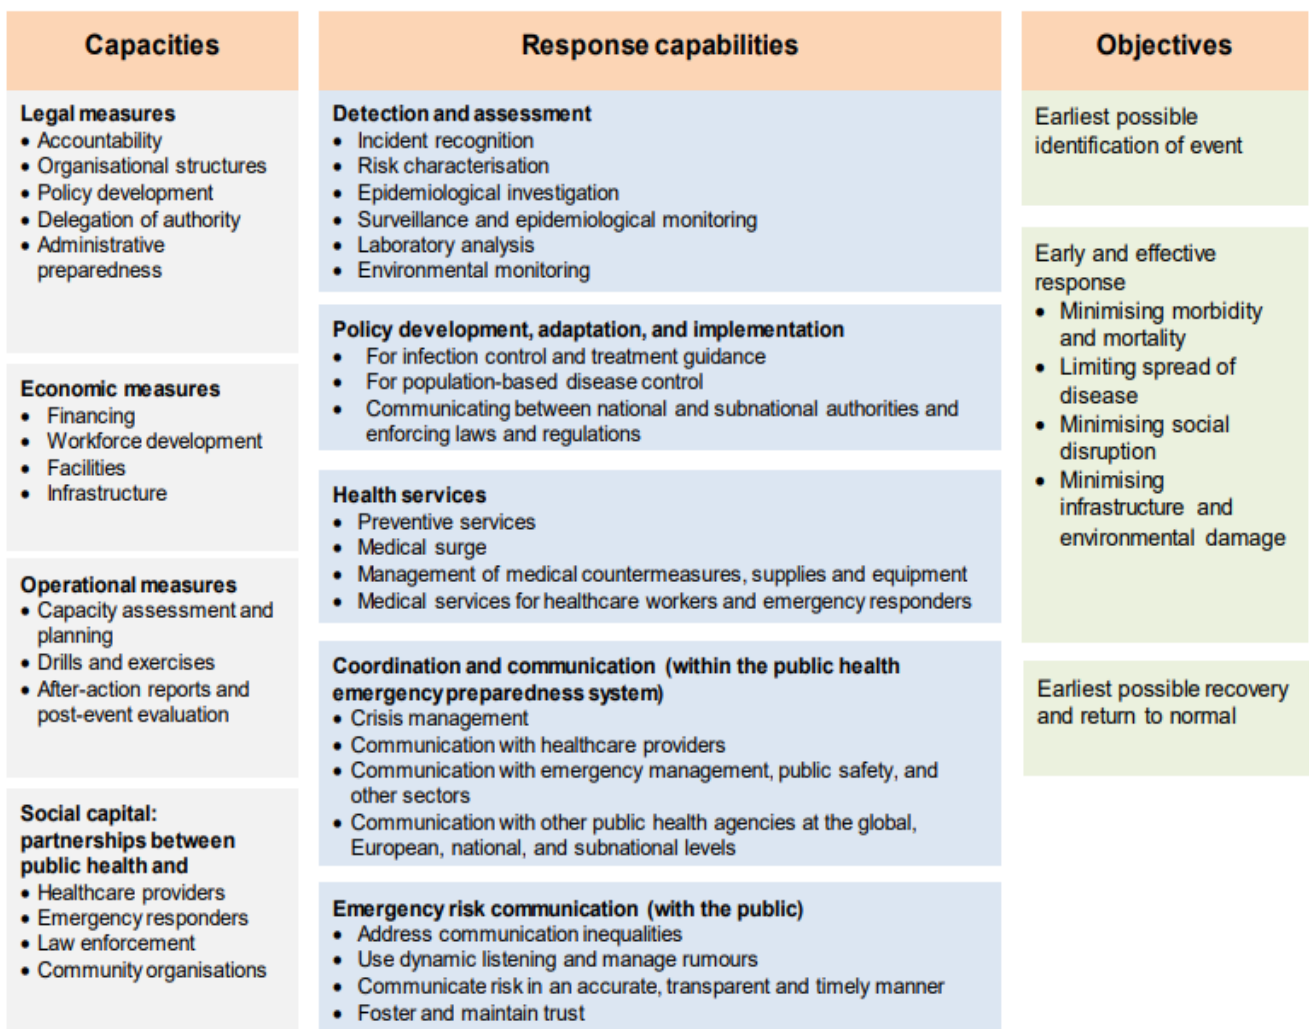 Capacities
Legal measures
• Accountability
• Organisational structures
• Policy development
• Delegation of authority
• Administrative
preparedness
Economic measures
• Financing
• Workforce development
• Facilities
• Infrastructure
Operational measures
• Capacity assessment and
planning
• Drills and exercises
• After-action reports and
post-event evaluation
Social capital:
partnerships between
public health and
• Healthcare providers
• Emergency responders
• Law enforcement
• Community organisations
Response capabilities
Detection and assessment
• Incident recognition
• Risk characterisation
• Epidemiological investigation
• Surveillance and epidemiological monitoring
• Laboratory analysis
• Environmental monitoring
Policy development, adaptation, and implementation
• For infection control and treatment guidance
• For population-based disease control
• Communicating between national and subnational authorities and
enforcing laws and regulations
Health services
• Preventive services
• Medical surge
• Management of medical countermeasures, supplies and equipment
• Medical services for healthcare workers and emergency responders
Coordination and communication (within the public health
emergency preparedness system)
• Crisis management
• Communication with healthcare providers
• Communication with emergency management, public safety, and
other sectors
• Communication with other public health agencies at the global,
European, national, and subnational levels
Emergency risk communication (with the public)
• Address communication inequalities
• Use dynamic listening and manage rumours
• Communicate risk in an accurate, transparent and timely manner
• Foster and maintain trust
Objectives
Earliest possible
identification of event
Early and effective
response
• Minimising morbidity
and mortality
• Limiting spread of
disease
• Minimising social
disruption
• Minimising
infrastructure and
environmental damage
Earliest possible recovery
and return to normal